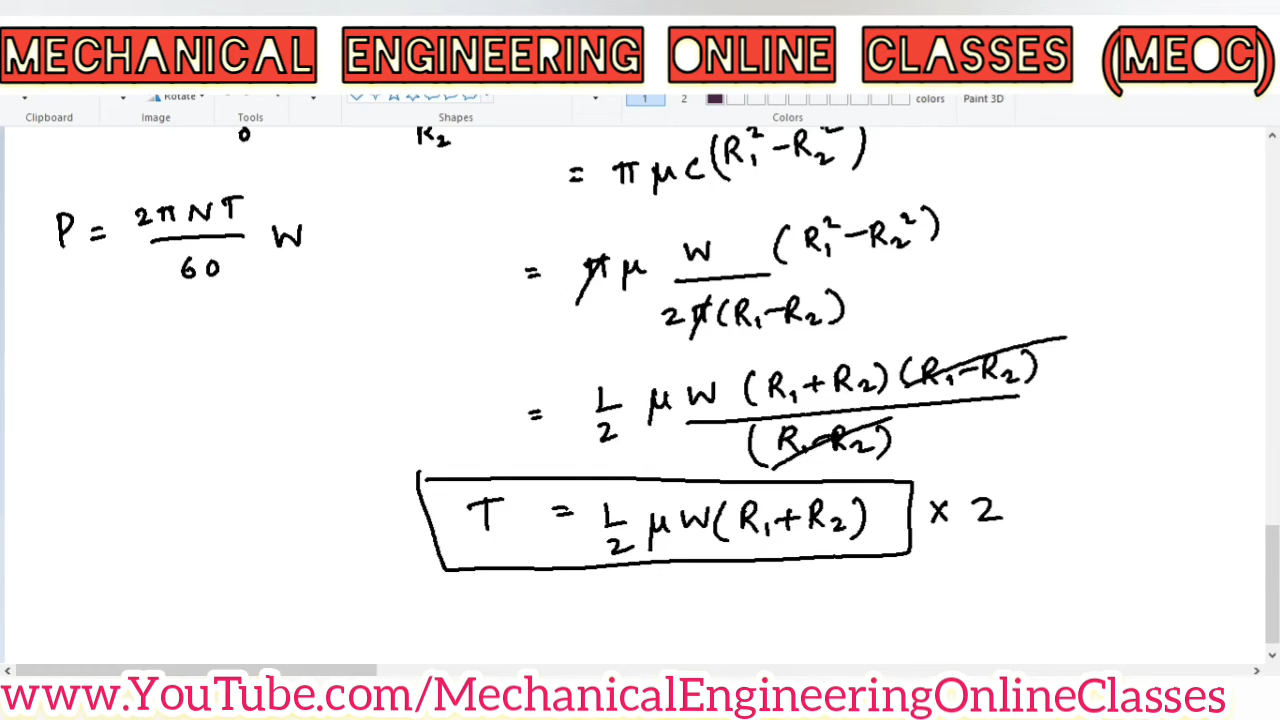 MECHANICAL ENGINEERING ONLINE CLASSES (MEOC)
Rotate
1 2 colors Paint 3D
Clipboard Image Tools Shapes Colors
0 R₂
= π μ c (R₁² − R₂²)
P = 2πNT / 60 W
= π μ W (R₁² − R₂²) / 2π(R₁−R₂)
= 1/2 μ W (R₁+R₂) (R₁−R₂) / (R₁−R₂)
T = 1/2 μ W (R₁+R₂) × 2
www.YouTube.com/MechanicalEngineeringOnlineClasses